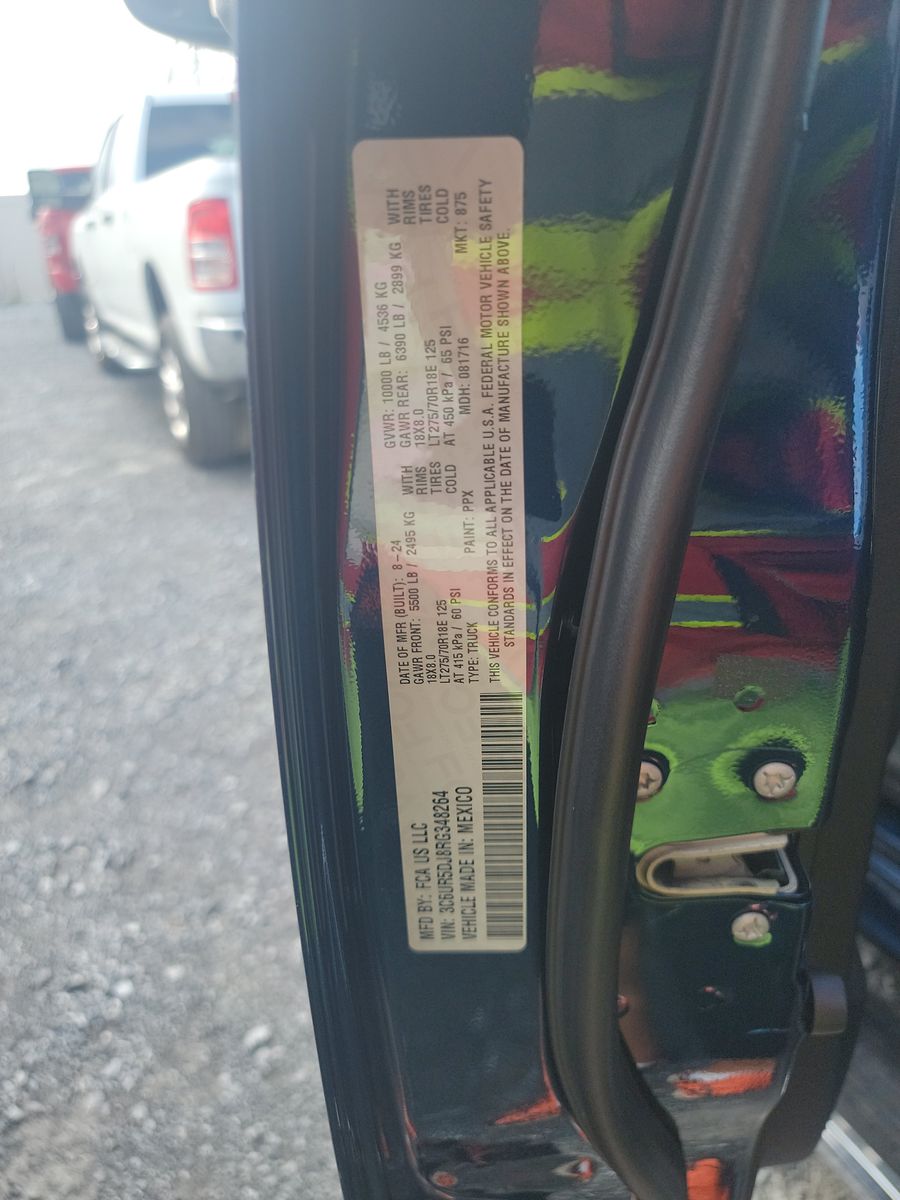 MFD BY: FCA US LLC
VIN: 3C6UR5DJ8RG348264
VEHICLE MADE IN: MEXICO
DATE OF MFR (BUILT): 8-24 GVWR: 10000 LB / 4536 KG
GAWR FRONT: 5500 LB / 2495 KG WITH GAWR REAR: 6390 LB / 2899 KG WITH
18X8.0 RIMS 18X8.0 RIMS
LT275/70R18E 125 TIRES LT275/70R18E 125 TIRES
AT 415 kPa / 60 PSI COLD AT 450 kPa / 65 PSI COLD
TYPE: TRUCK PAINT: PPX MDH: 081716 MKT: 875
THIS VEHICLE CONFORMS TO ALL APPLICABLE U.S.A. FEDERAL MOTOR VEHICLE SAFETY
STANDARDS IN EFFECT ON THE DATE OF MANUFACTURE SHOWN ABOVE.